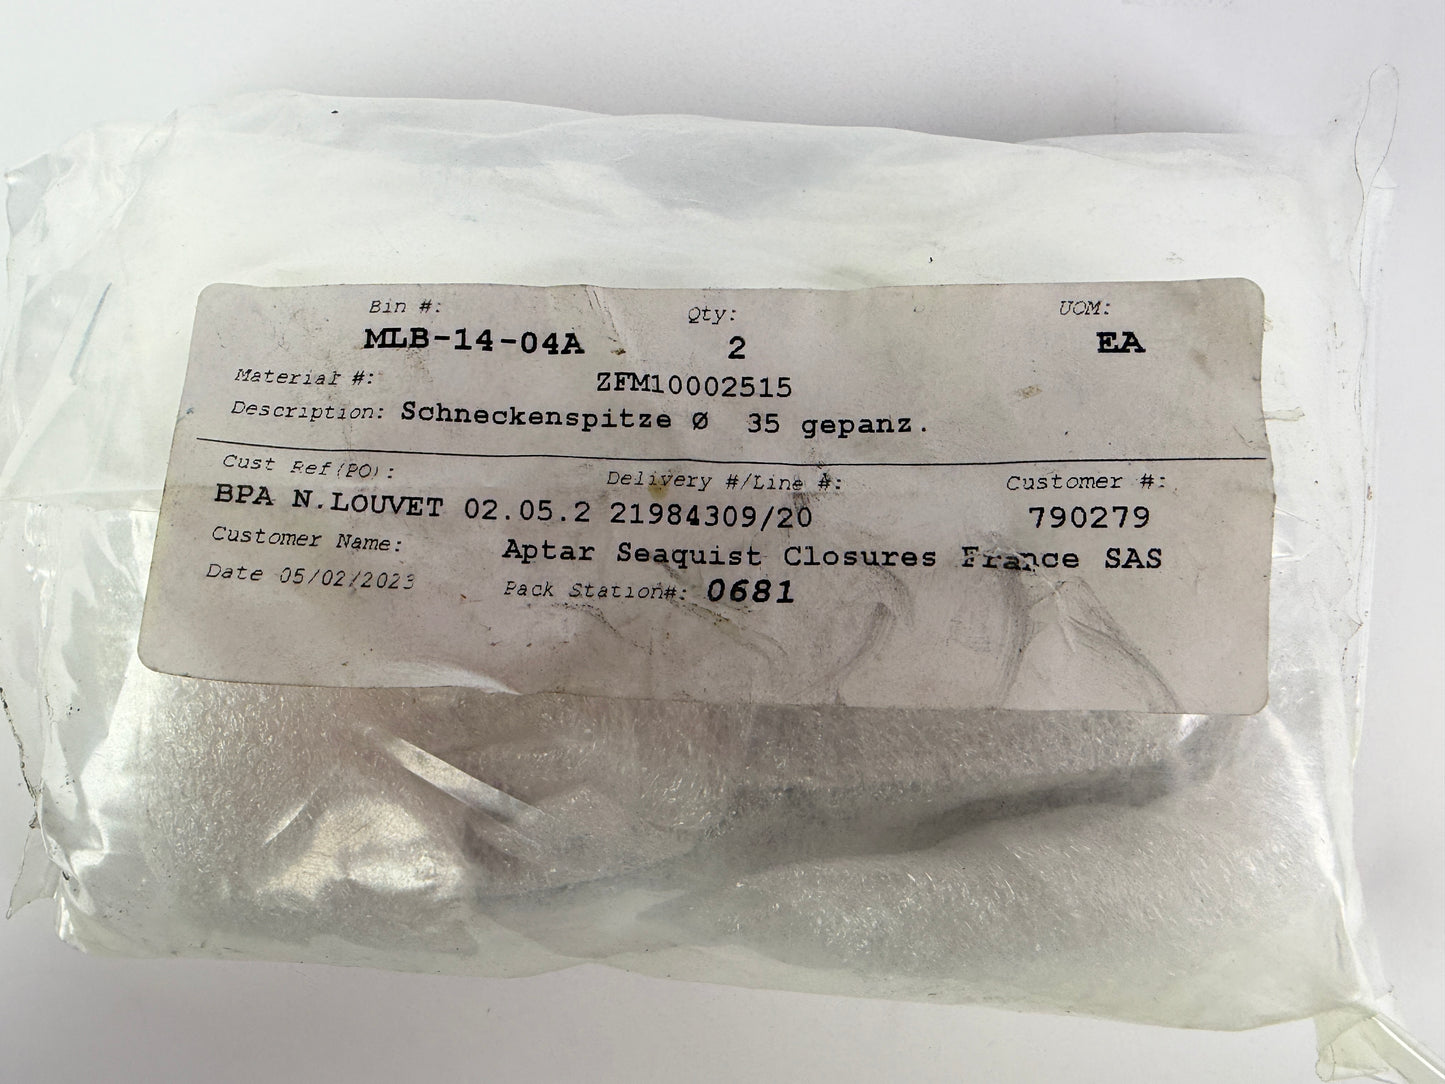 Bin #: Qty: UOM:
MLB-14-04A 2 EA
Material #: ZFM10002515
Description: Schneckenspitze Ø 35 gepanz.
Cust Ref(PO): Delivery #/Line #: Customer #:
BPA N.LOUVET 02.05.2 21984309/20 790279
Customer Name: Aptar Seaquist Closures France SAS
Date 05/02/2023 Pack Station#: 0681